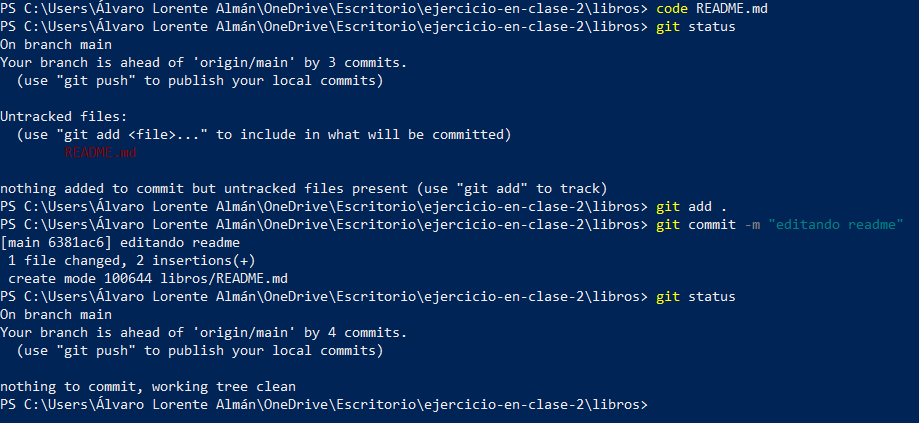 PS C:\Users\Álvaro Lorente Almán\OneDrive\Escritorio\ejercicio-en-clase-2\libros> code README.md
PS C:\Users\Álvaro Lorente Almán\OneDrive\Escritorio\ejercicio-en-clase-2\libros> git status
On branch main
Your branch is ahead of 'origin/main' by 3 commits.
  (use "git push" to publish your local commits)

Untracked files:
  (use "git add <file>..." to include in what will be committed)
        README.md

nothing added to commit but untracked files present (use "git add" to track)
PS C:\Users\Álvaro Lorente Almán\OneDrive\Escritorio\ejercicio-en-clase-2\libros> git add .
PS C:\Users\Álvaro Lorente Almán\OneDrive\Escritorio\ejercicio-en-clase-2\libros> git commit -m "editando readme"
[main 6381ac6] editando readme
 1 file changed, 2 insertions(+)
 create mode 100644 libros/README.md
PS C:\Users\Álvaro Lorente Almán\OneDrive\Escritorio\ejercicio-en-clase-2\libros> git status
On branch main
Your branch is ahead of 'origin/main' by 4 commits.
  (use "git push" to publish your local commits)

nothing to commit, working tree clean
PS C:\Users\Álvaro Lorente Almán\OneDrive\Escritorio\ejercicio-en-clase-2\libros>